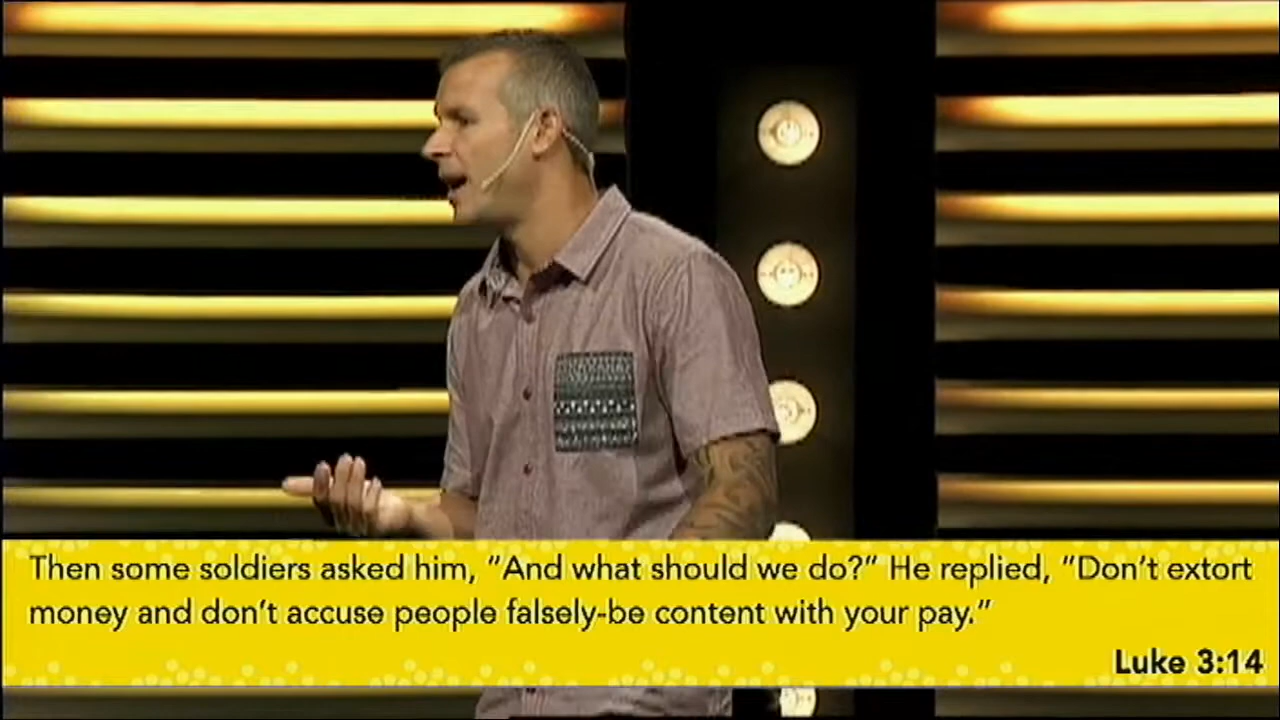 Then some soldiers asked him, “And what should we do?” He replied, “Don’t extort
money and don’t accuse people falsely-be content with your pay.”
Luke 3:14